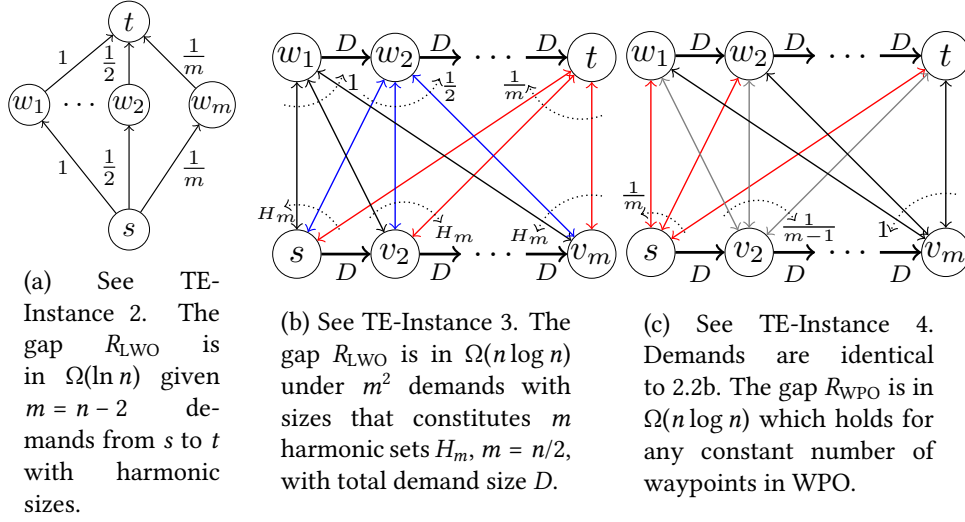 t
1
1/2
1/m
w₁
· · ·
w₂
wₘ
1
1/2
1/m
s
(a) See TE-
Instance 2. The
gap R_LWO is
in Ω(ln n) given
m = n − 2 de-
mands from s to t
with harmonic
sizes.
w₁ D w₂ D · · · D t
1 1/2 1/m
Hₘ Hₘ Hₘ
s D v₂ D · · · D vₘ
(b) See TE-Instance 3. The
gap R_LWO is in Ω(n log n)
under m² demands with
sizes that constitutes m
harmonic sets Hₘ, m = n/2,
with total demand size D.
w₁ D w₂ D · · · D t
1/m 1/(m−1) 1
s D v₂ D · · · D vₘ
(c) See TE-Instance 4.
Demands are identical
to 2.2b. The gap R_WPO is in
Ω(n log n) which holds for
any constant number of
waypoints in WPO.